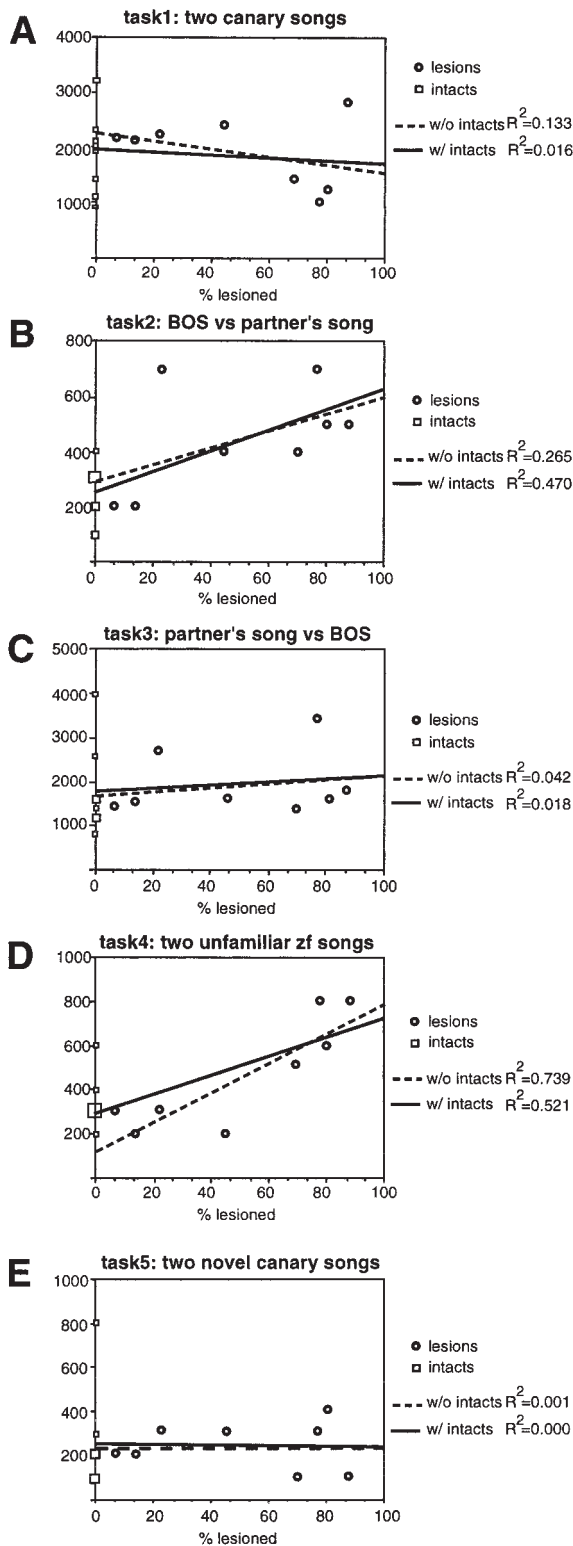 A
task1: two canary songs
4000
3000
2000
1000
0 20 40 60 80 100
% lesioned
lesions
intacts
w/o intacts R2=0.133
w/ intacts R2=0.016
B
task2: BOS vs partner's song
800
600
400
200
0 20 40 60 80 100
% lesioned
lesions
intacts
w/o intacts R2=0.265
w/ intacts R2=0.470
C
task3: partner's song vs BOS
5000
4000
3000
2000
1000
0 20 40 60 80 100
% lesioned
lesions
intacts
w/o intacts R2=0.042
w/ intacts R2=0.018
D
task4: two unfamiliar zf songs
1000
800
600
400
200
0 20 40 60 80 100
% lesioned
lesions
intacts
w/o intacts R2=0.739
w/ intacts R2=0.521
E
task5: two novel canary songs
1000
800
600
400
200
0 20 40 60 80 100
% lesioned
lesions
intacts
w/o intacts R2=0.001
w/ intacts R2=0.000